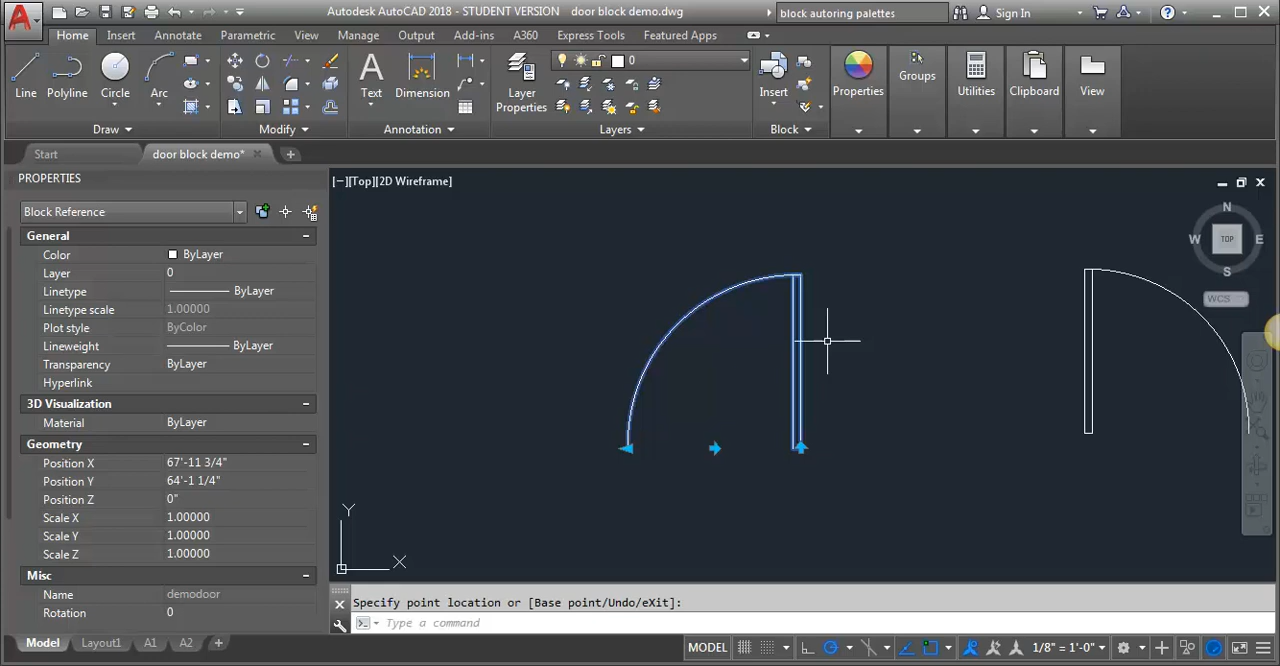 Autodesk AutoCAD 2018 - STUDENT VERSION door block demo.dwg
block autoring palettes
Sign In
Home Insert Annotate Parametric View Manage Output Add-ins A360 Express Tools Featured Apps
Line Polyline Circle Arc
Draw
Modify
Text Dimension
Annotation
Layer
Properties
0
Layers
Insert
Block
Properties
Groups
Utilities
Clipboard
View
Start
door block demo*
PROPERTIES
Block Reference
General
Color ByLayer
Layer 0
Linetype ByLayer
Linetype scale 1.00000
Plot style ByColor
Lineweight ByLayer
Transparency ByLayer
Hyperlink
3D Visualization
Material ByLayer
Geometry
Position X 67'-11 3/4"
Position Y 64'-1 1/4"
Position Z 0"
Scale X 1.00000
Scale Y 1.00000
Scale Z 1.00000
Misc
Name demodoor
Rotation 0
[−][Top][2D Wireframe]
N
W TOP E
S
WCS
Y
X
Specify point location or [Base point/Undo/eXit]:
Type a command
Model Layout1 A1 A2
MODEL
1/8" = 1'-0"